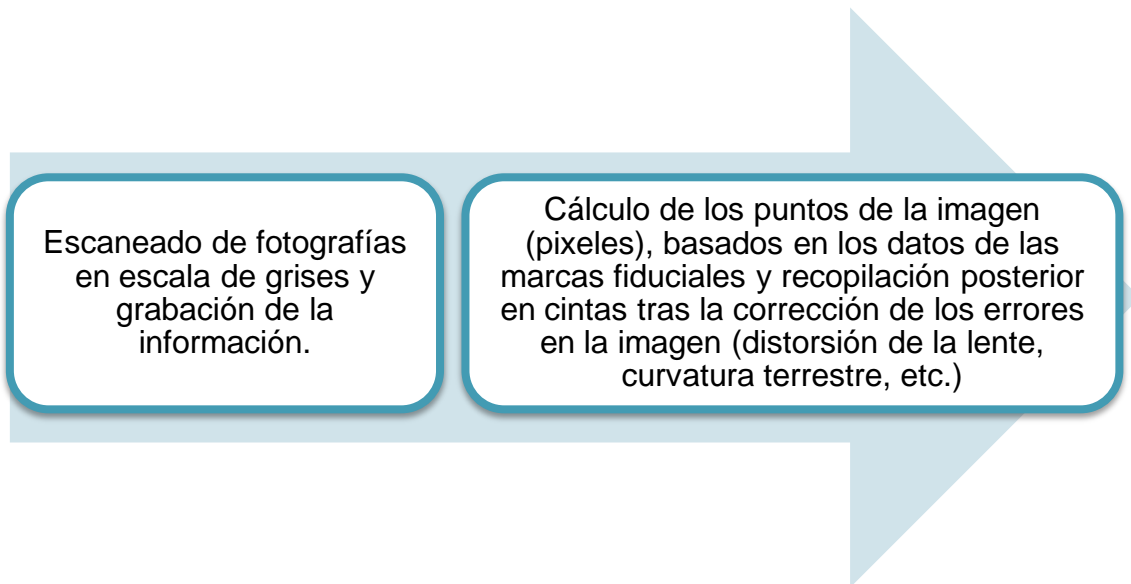 Escaneado de fotografías
en escala de grises y
grabación de la
información.
Cálculo de los puntos de la imagen
(pixeles), basados en los datos de las
marcas fiduciales y recopilación posterior
en cintas tras la corrección de los errores
en la imagen (distorsión de la lente,
curvatura terrestre, etc.)